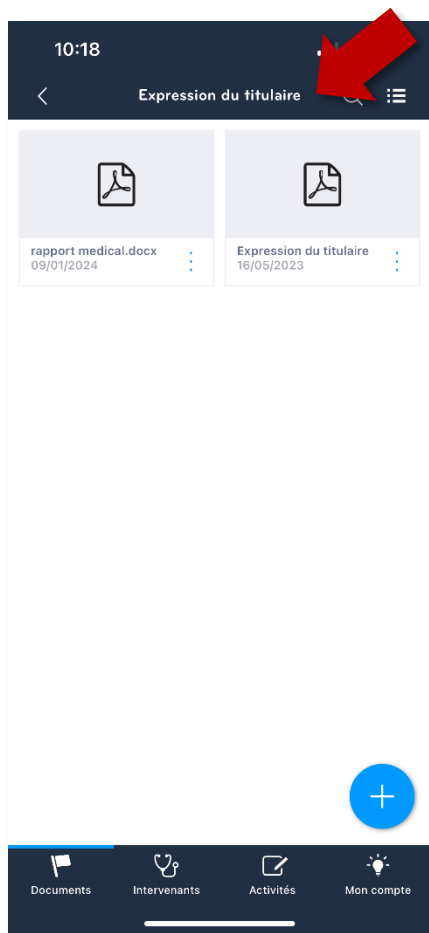 10:18
Expression du titulaire
rapport medical.docx
09/01/2024
Expression du titulaire
16/05/2023
Documents
Intervenants
Activités
Mon compte